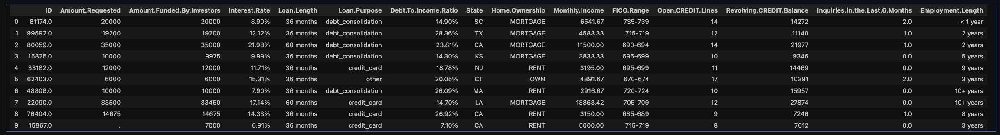 ID Amount.Requested Amount.Funded.By.Investors Interest.Rate Loan.Length Loan.Purpose Debt.To.Income.Ratio State Home.Ownership Monthly.Income FICO.Range Open.CREDIT.Lines Revolving.CREDIT.Balance Inquiries.in.the.Last.6.Months Employment.Length
0 81174.0 20000 20000 8.90% 36 months debt_consolidation 14.90% SC MORTGAGE 6541.67 735-739 14 14272 2.0 < 1 year
1 99592.0 19200 19200 12.12% 36 months debt_consolidation 28.36% TX MORTGAGE 4583.33 715-719 12 11140 1.0 2 years
2 80059.0 35000 35000 21.98% 60 months debt_consolidation 23.81% CA MORTGAGE 11500.00 690-694 14 21977 1.0 2 years
3 15825.0 10000 9975 9.99% 36 months debt_consolidation 14.30% KS MORTGAGE 3833.33 695-699 10 9346 0.0 5 years
4 33182.0 12000 12000 11.71% 36 months credit_card 18.78% NJ RENT 3195.00 695-699 11 14469 0.0 9 years
5 62403.0 6000 6000 15.31% 36 months other 20.05% CT OWN 4891.67 670-674 17 10391 2.0 3 years
6 48808.0 10000 10000 7.90% 36 months debt_consolidation 26.09% MA RENT 2916.67 720-724 10 15957 0.0 10+ years
7 22090.0 33500 33450 17.14% 60 months credit_card 14.70% LA MORTGAGE 13863.42 705-709 12 27874 0.0 10+ years
8 76404.0 14675 14675 14.33% 36 months credit_card 26.92% CA RENT 3150.00 685-689 9 7246 1.0 8 years
9 15867.0 . 7000 6.91% 36 months credit_card 7.10% CA RENT 5000.00 715-719 8 7612 0.0 3 years